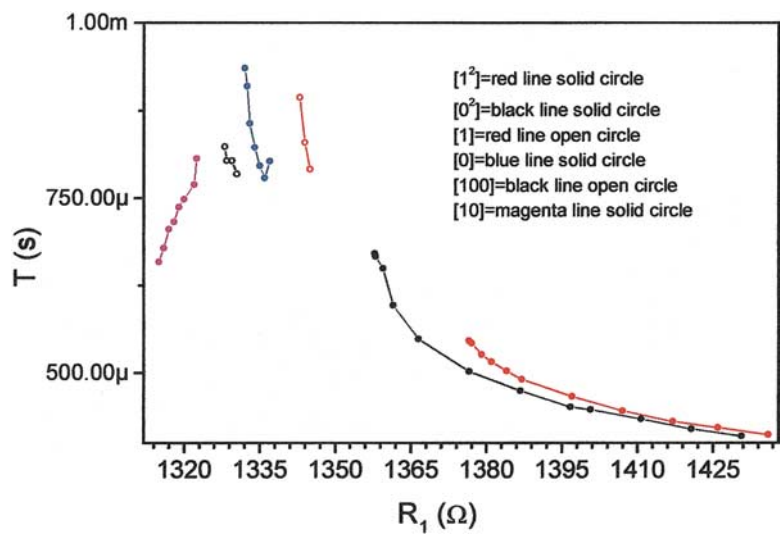 1.00m
[1²]=red line solid circle
[0²]=black line solid circle
[1]=red line open circle
[0]=blue line solid circle
[100]=black line open circle
[10]=magenta line solid circle
750.00µ
T (s)
500.00µ
1320 1335 1350 1365 1380 1395 1410 1425
R₁ (Ω)